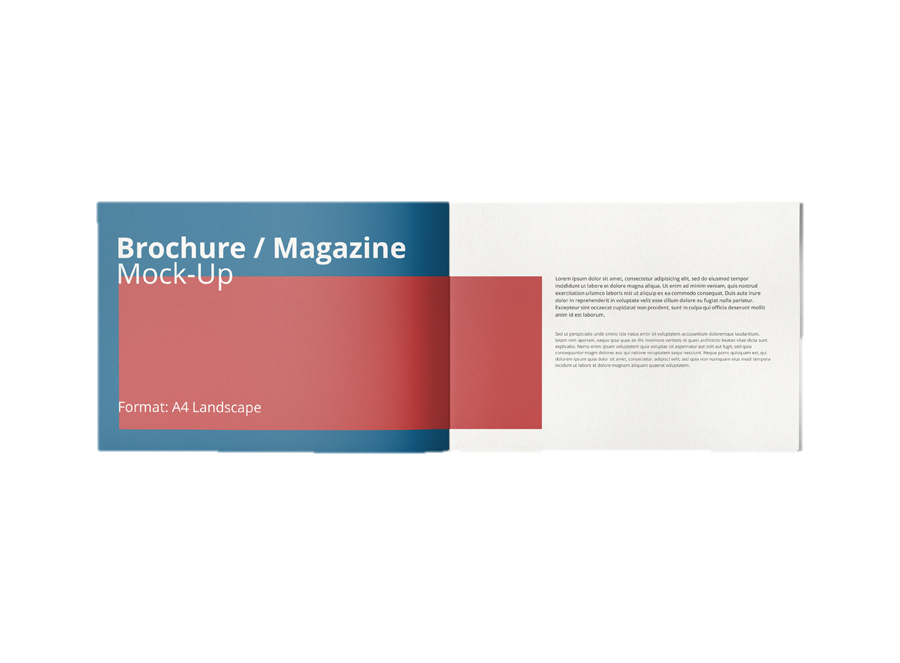 Brochure / Magazine
Mock-Up
Format: A4 Landscape
Lorem ipsum dolor sit amet, consectetur adipisicing elit, sed do eiusmod tempor
incididunt ut labore et dolore magna aliqua. Ut enim ad minim veniam, quis nostrud
exercitation ullamco laboris nisi ut aliquip ex ea commodo consequat. Duis aute irure
dolor in reprehenderit in voluptate velit esse cillum dolore eu fugiat nulla pariatur.
Excepteur sint occaecat cupidatat non proident, sunt in culpa qui officia deserunt mollit
anim id est laborum.
Sed ut perspiciatis unde omnis iste natus error sit voluptatem accusantium doloremque laudantium,
totam rem aperiam, eaque ipsa quae ab illo inventore veritatis et quasi architecto beatae vitae dicta sunt
explicabo. Nemo enim ipsam voluptatem quia voluptas sit aspernatur aut odit aut fugit, sed quia
consequuntur magni dolores eos qui ratione voluptatem sequi nesciunt. Neque porro quisquam est, qui
dolorem ipsum quia dolor sit amet, consectetur, adipisci velit, sed quia non numquam eius modi tempora
incidunt ut labore et dolore magnam aliquam quaerat voluptatem.